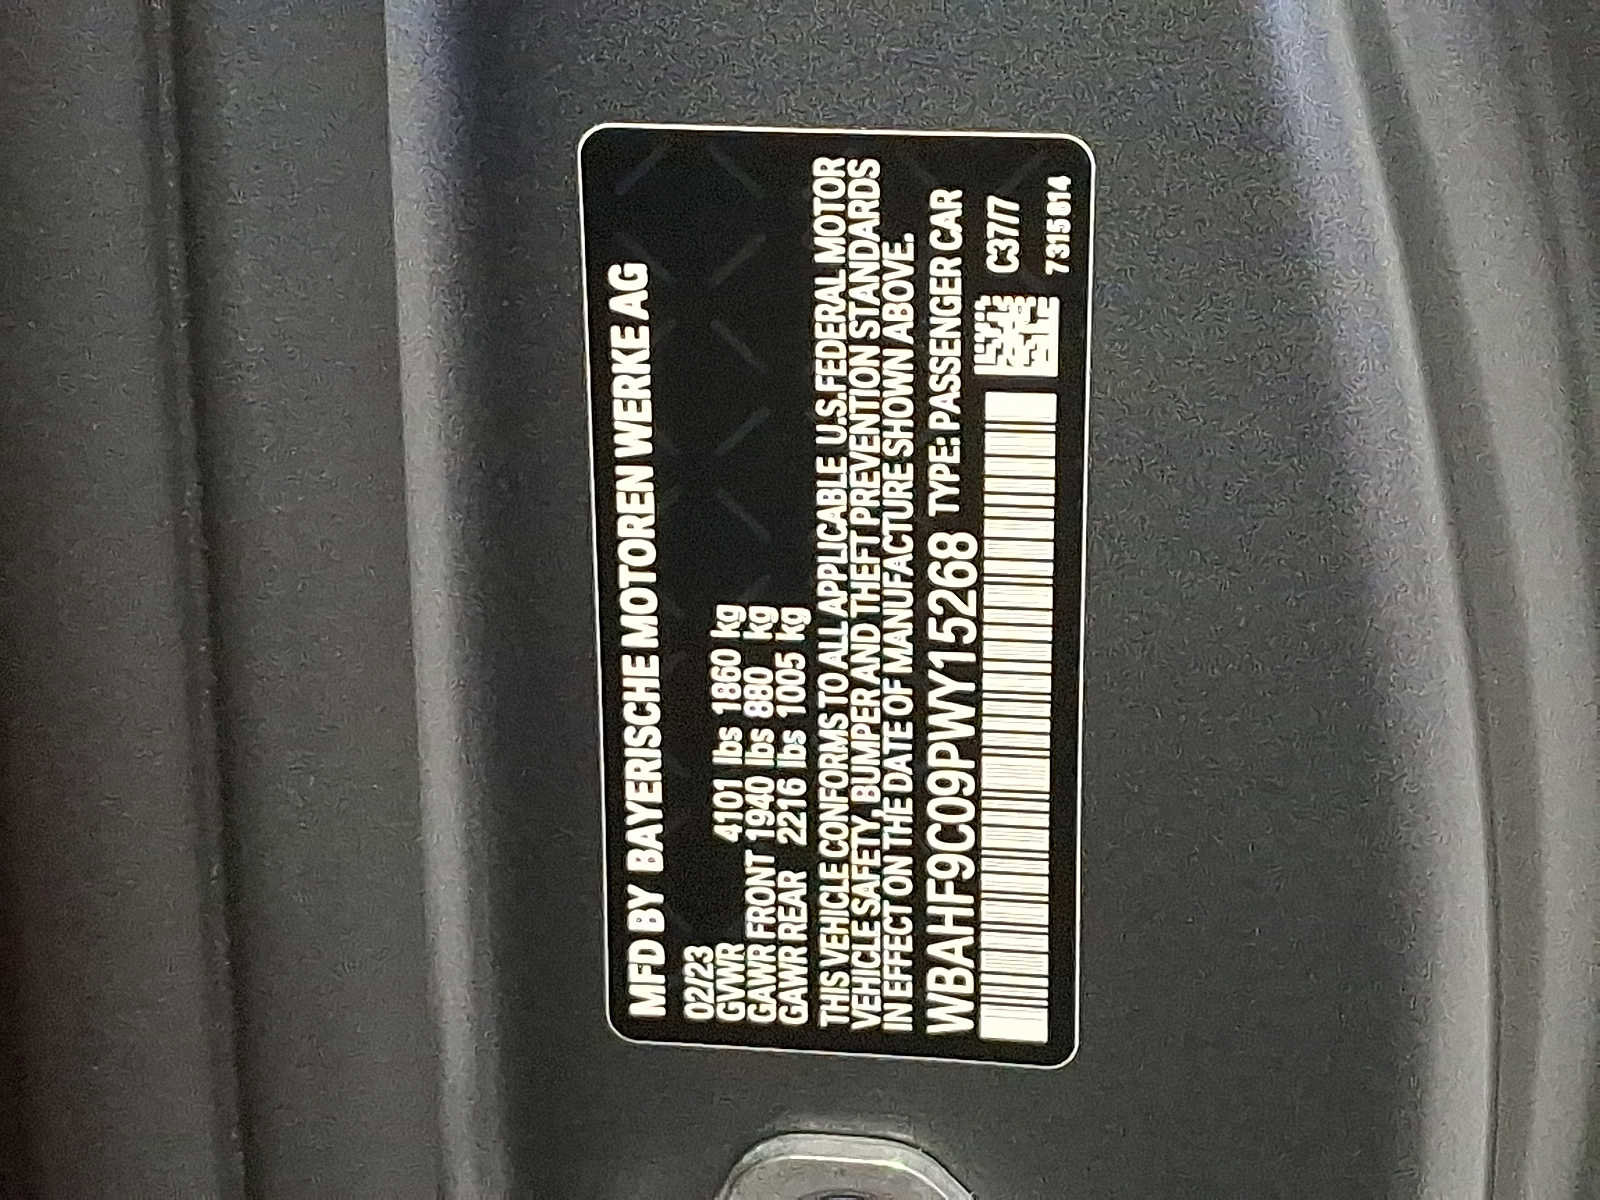 MFD BY BAYERISCHE MOTOREN WERKE AG
02/23
GVWR 4101 lbs 1860 kg
GAWR FRONT 1940 lbs 880 kg
GAWR REAR 2216 lbs 1005 kg
THIS VEHICLE CONFORMS TO ALL APPLICABLE U.S. FEDERAL MOTOR
VEHICLE SAFETY, BUMPER AND THEFT PREVENTION STANDARDS
IN EFFECT ON THE DATE OF MANUFACTURE SHOWN ABOVE.
WBAHF9C09PWY15268 TYPE: PASSENGER CAR
C37/7
7315 814